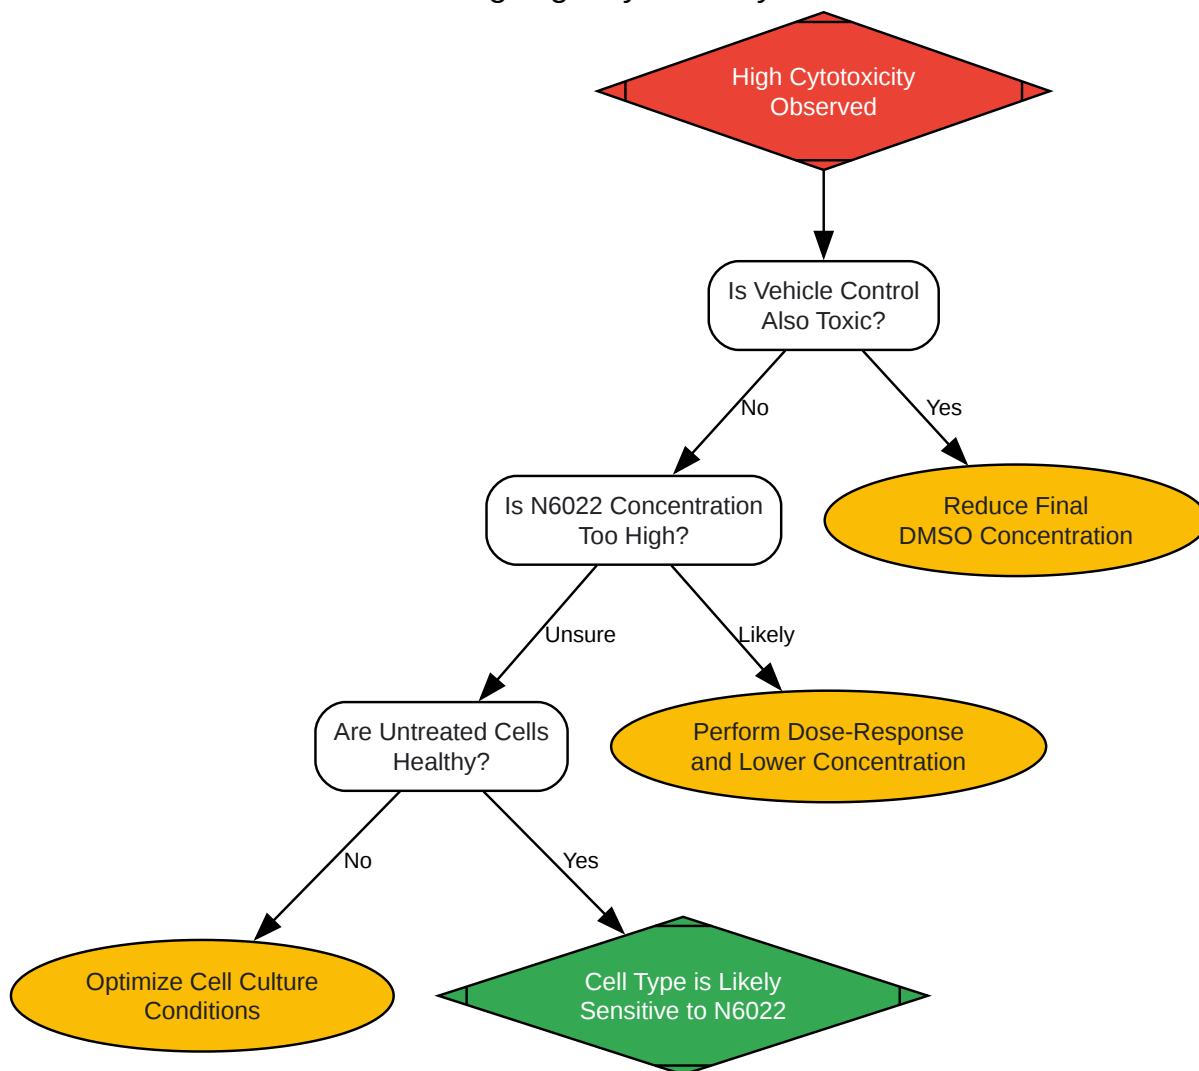 High Cytotoxicity
Observed
Is Vehicle Control
Also Toxic?
No
Yes
Is N6022 Concentration
Too High?
Reduce Final
DMSO Concentration
Unsure
Likely
Are Untreated Cells
Healthy?
Perform Dose-Response
and Lower Concentration
No
Yes
Optimize Cell Culture
Conditions
Cell Type is Likely
Sensitive to N6022